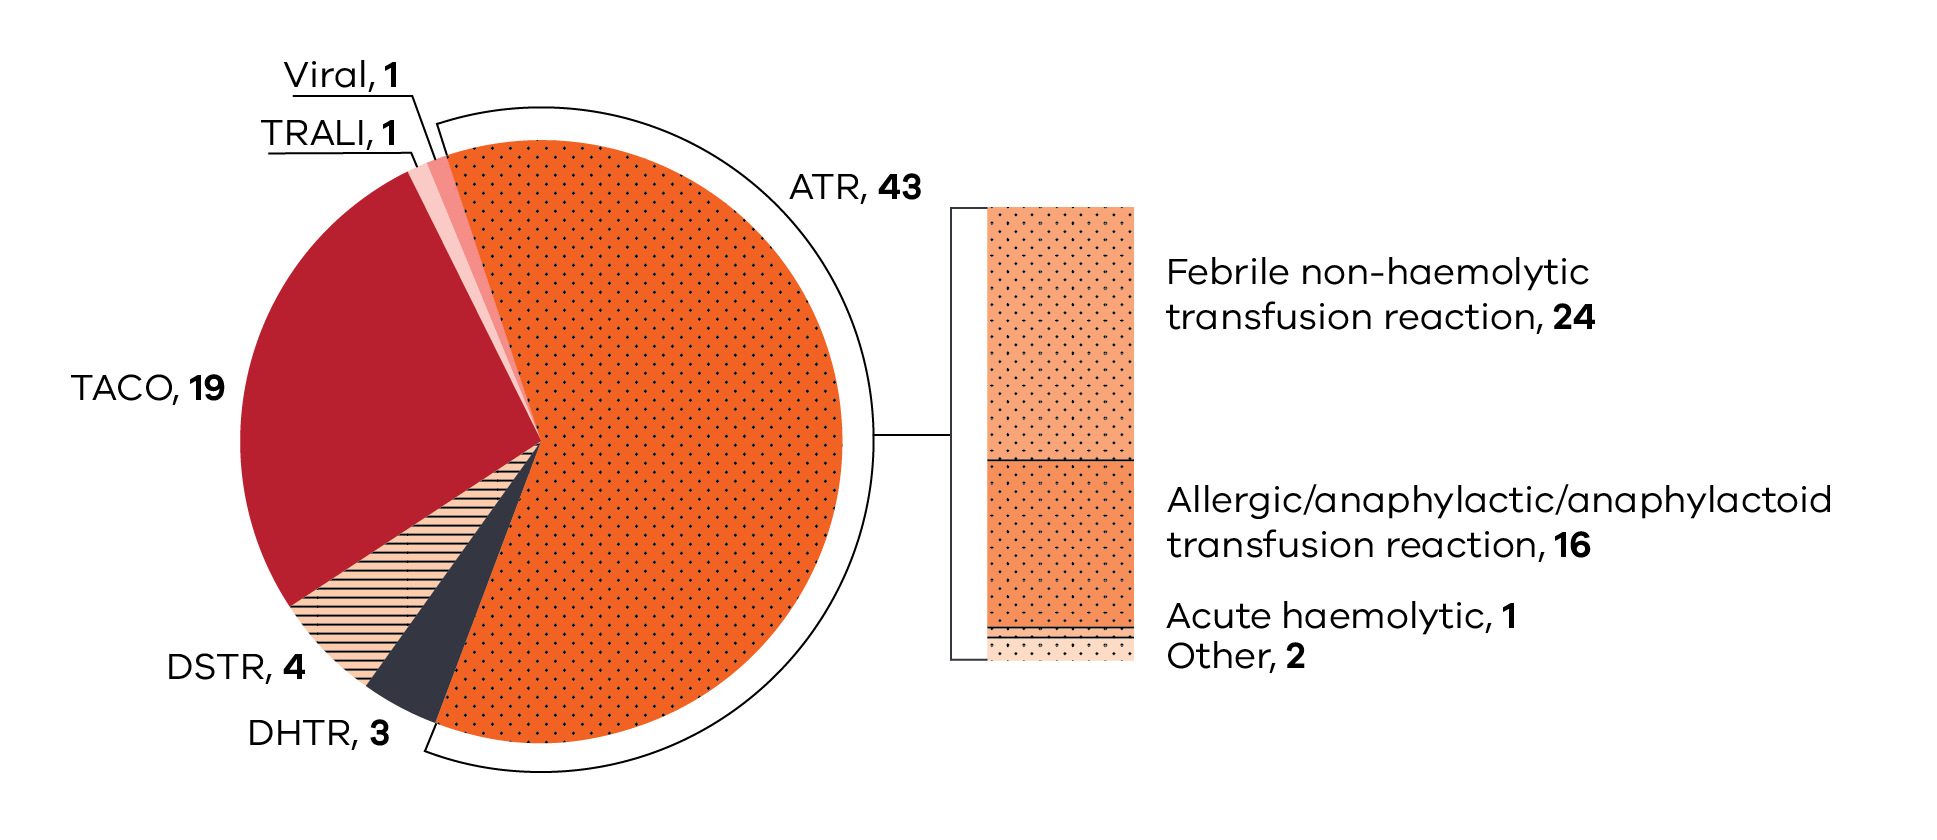 Viral, 1
TRALI, 1
ATR, 43
TACO, 19
DSTR, 4
DHTR, 3
Febrile non-haemolytic
transfusion reaction, 24
Allergic/anaphylactic/anaphylactoid
transfusion reaction, 16
Acute haemolytic, 1
Other, 2